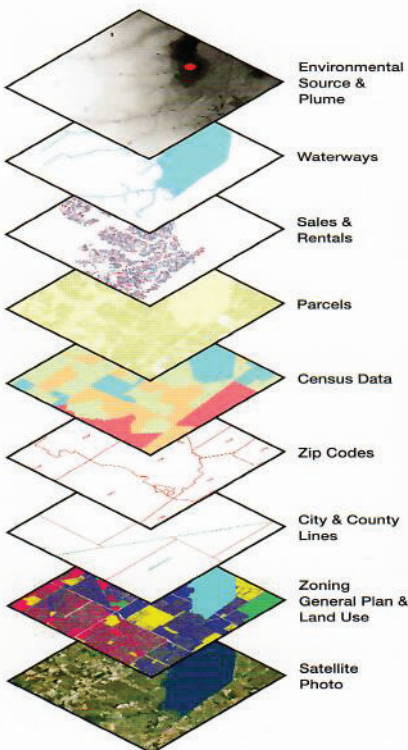 Environmental
Source &
Plume
Waterways
Sales &
Rentals
Parcels
Census Data
Zip Codes
City & County
Lines
Zoning
General Plan &
Land Use
Satellite
Photo